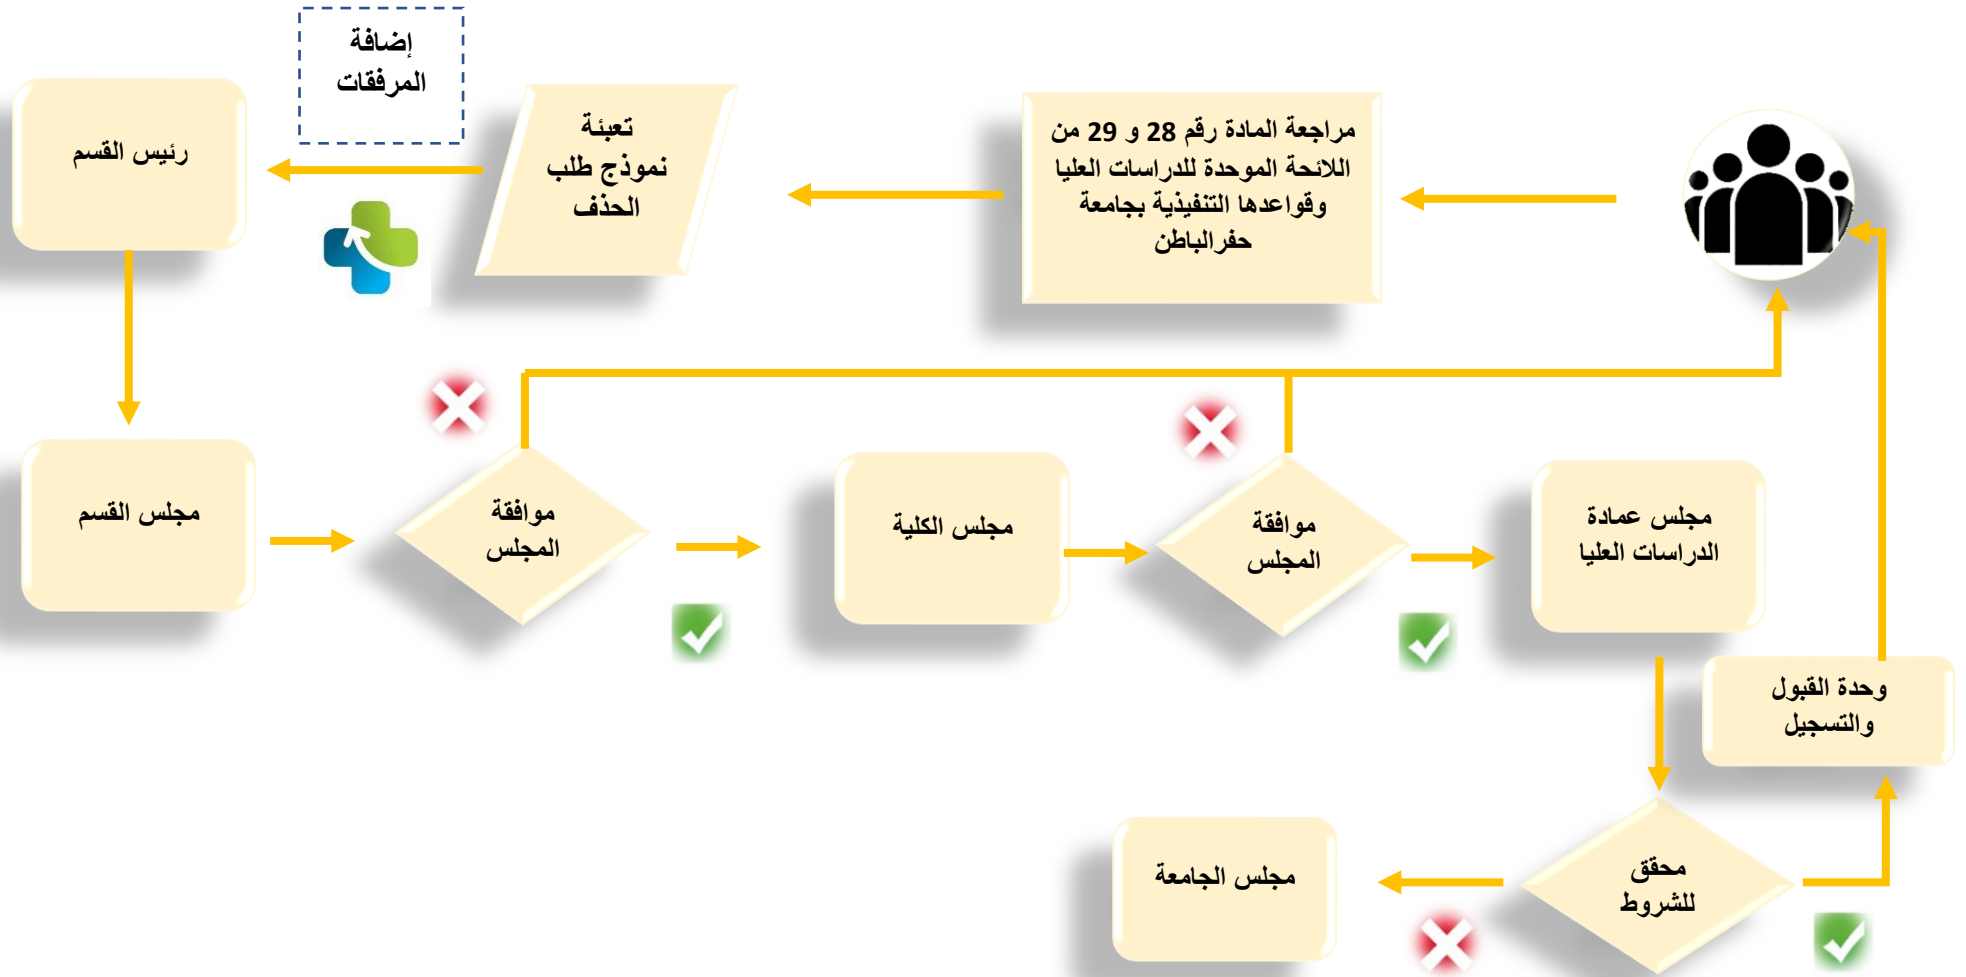 مراجعة المادة رقم 28 و 29 من
اللائحة الموحدة للدراسات العليا
وقواعدها التنفيذية بجامعة
حفرالباطن
تعبئة
نموذج طلب
الحذف
إضافة
المرفقات
رئيس القسم
مجلس القسم
موافقة
المجلس
مجلس الكلية
موافقة
المجلس
مجلس عمادة
الدراسات العليا
محقق
للشروط
مجلس الجامعة
وحدة القبول
والتسجيل